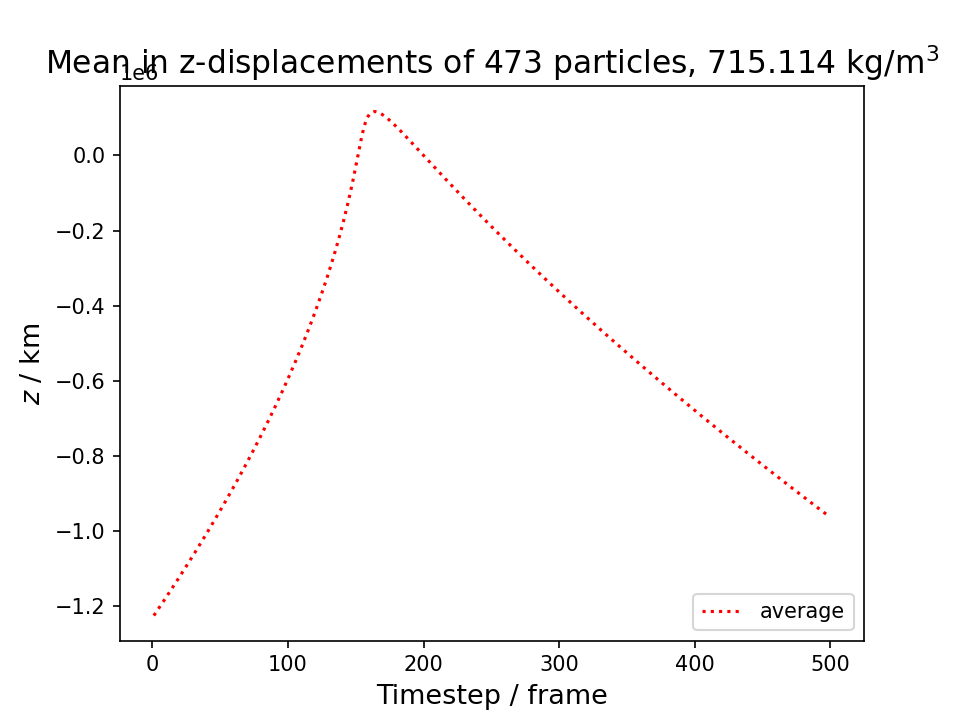 Mean in z-displacements of 473 particles, 715.114 kg/m³
1e6
0.0
−0.2
−0.4
−0.6
−0.8
−1.0
−1.2
z / km
average
0 100 200 300 400 500
Timestep / frame